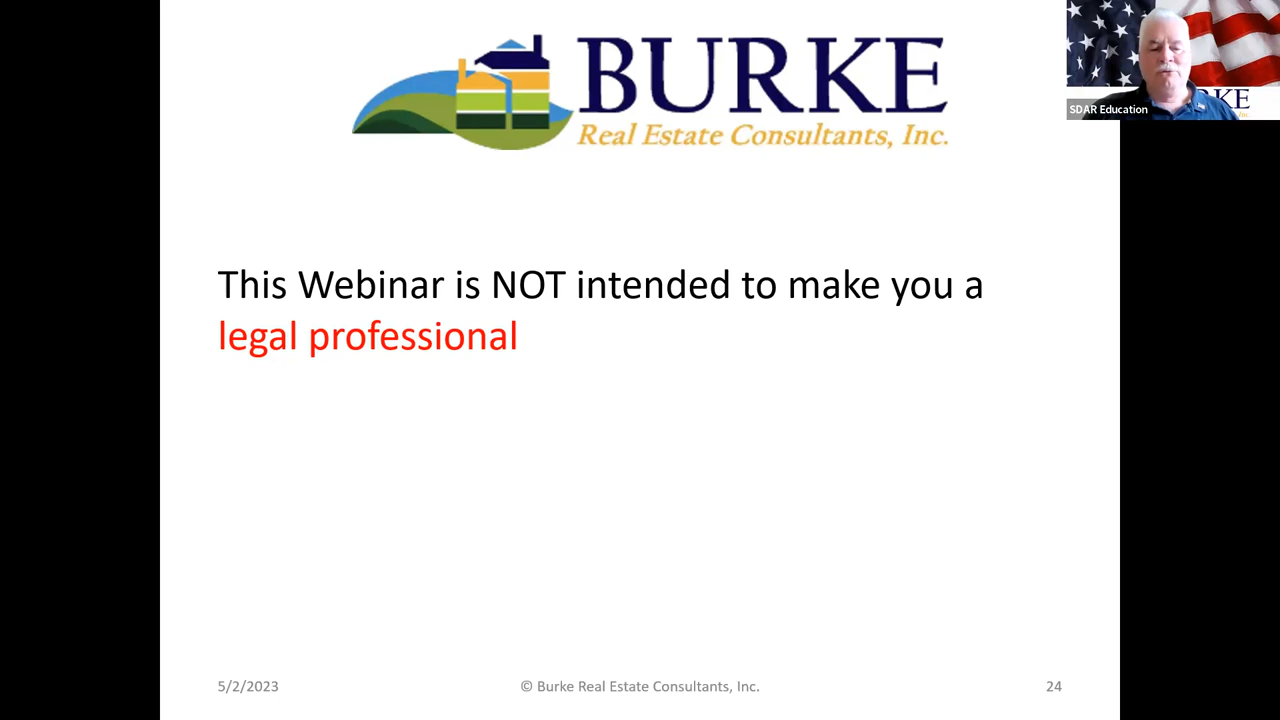 BURKE
Real Estate Consultants, Inc.
SDAR Education
This Webinar is NOT intended to make you a
legal professional
5/2/2023
© Burke Real Estate Consultants, Inc.
24